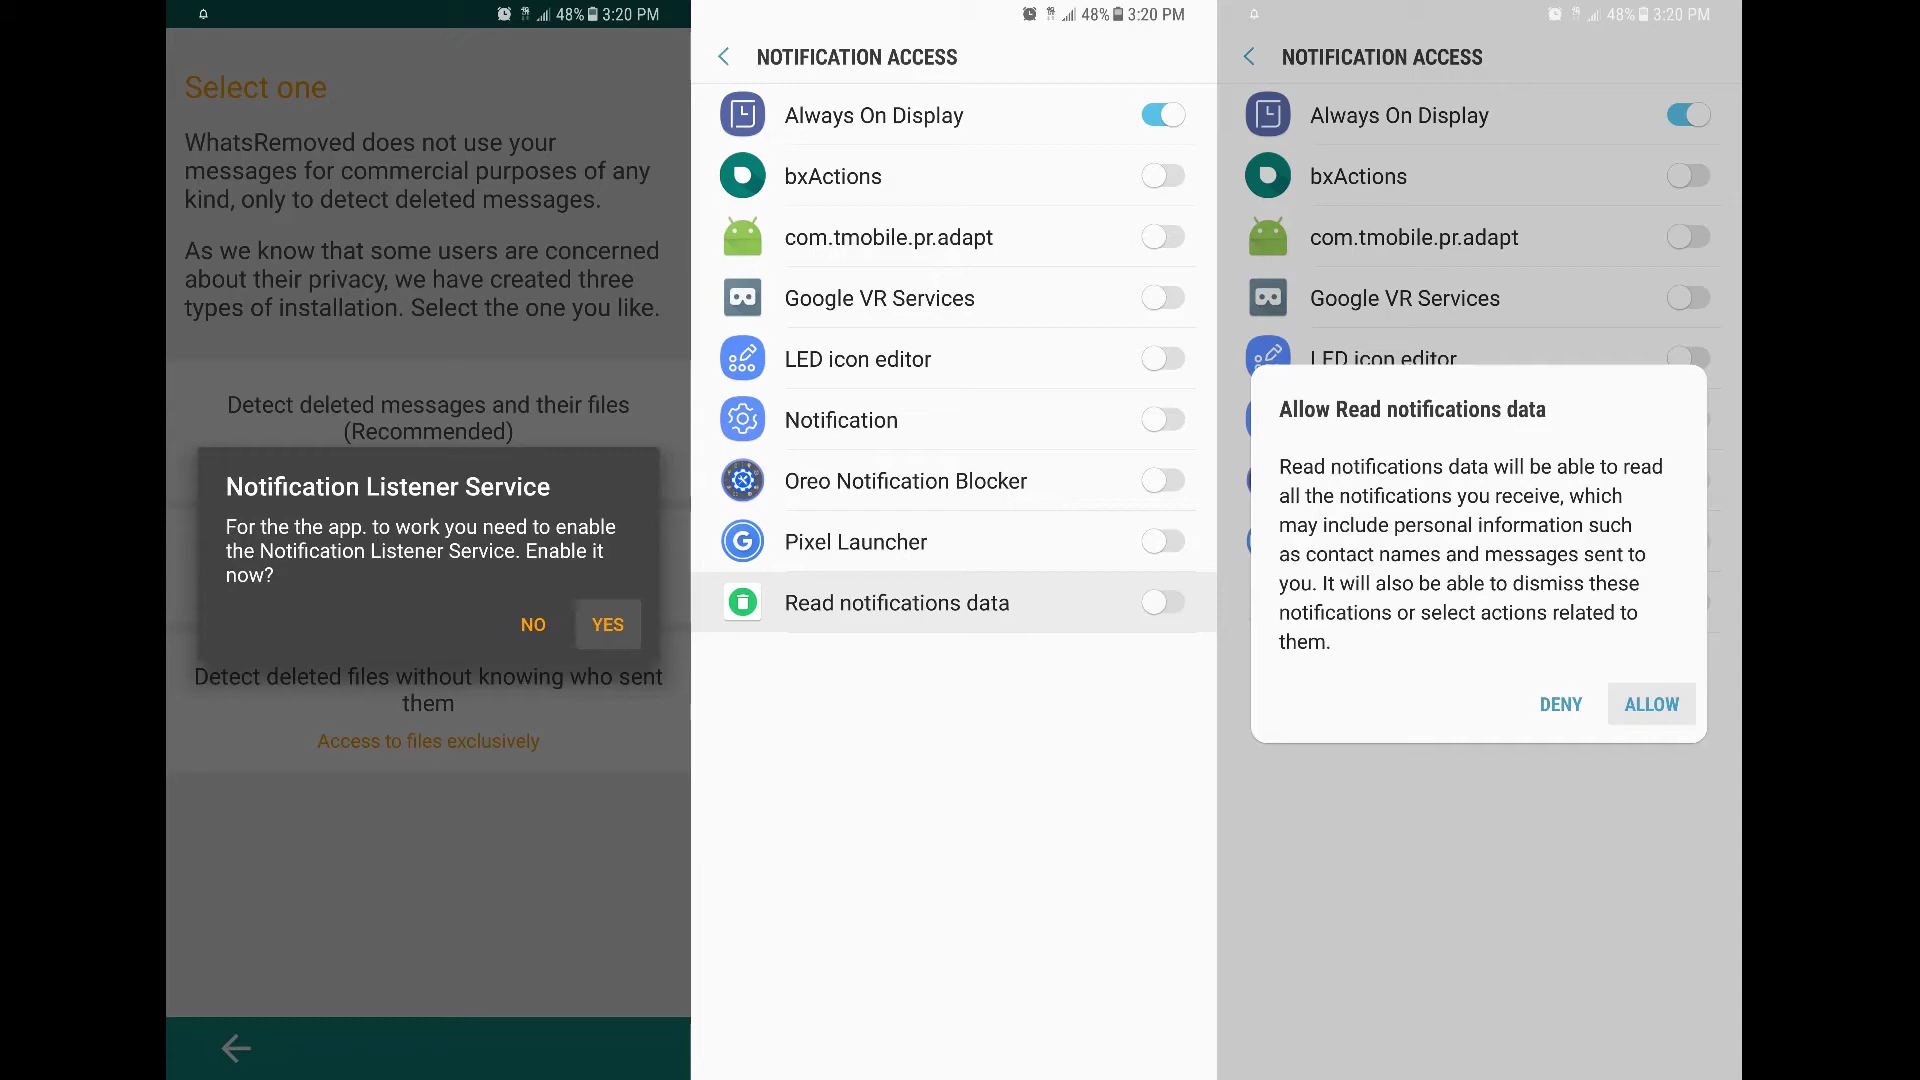 48% 3:20 PM
Select one
WhatsRemoved does not use your
messages for commercial purposes of any
kind, only to detect deleted messages.
As we know that some users are concerned
about their privacy, we have created three
types of installation. Select the one you like.
Detect deleted messages and their files
(Recommended)
Notification Listener Service
For the the app. to work you need to enable
the Notification Listener Service. Enable it
now?
NO YES
Detect deleted files without knowing who sent
them
Access to files exclusively
48% 3:20 PM
NOTIFICATION ACCESS
Always On Display
bxActions
com.tmobile.pr.adapt
Google VR Services
LED icon editor
Notification
Oreo Notification Blocker
Pixel Launcher
Read notifications data
48% 3:20 PM
NOTIFICATION ACCESS
Always On Display
bxActions
com.tmobile.pr.adapt
Google VR Services
LED icon editor
Allow Read notifications data
Read notifications data will be able to read
all the notifications you receive, which
may include personal information such
as contact names and messages sent to
you. It will also be able to dismiss these
notifications or select actions related to
them.
DENY ALLOW